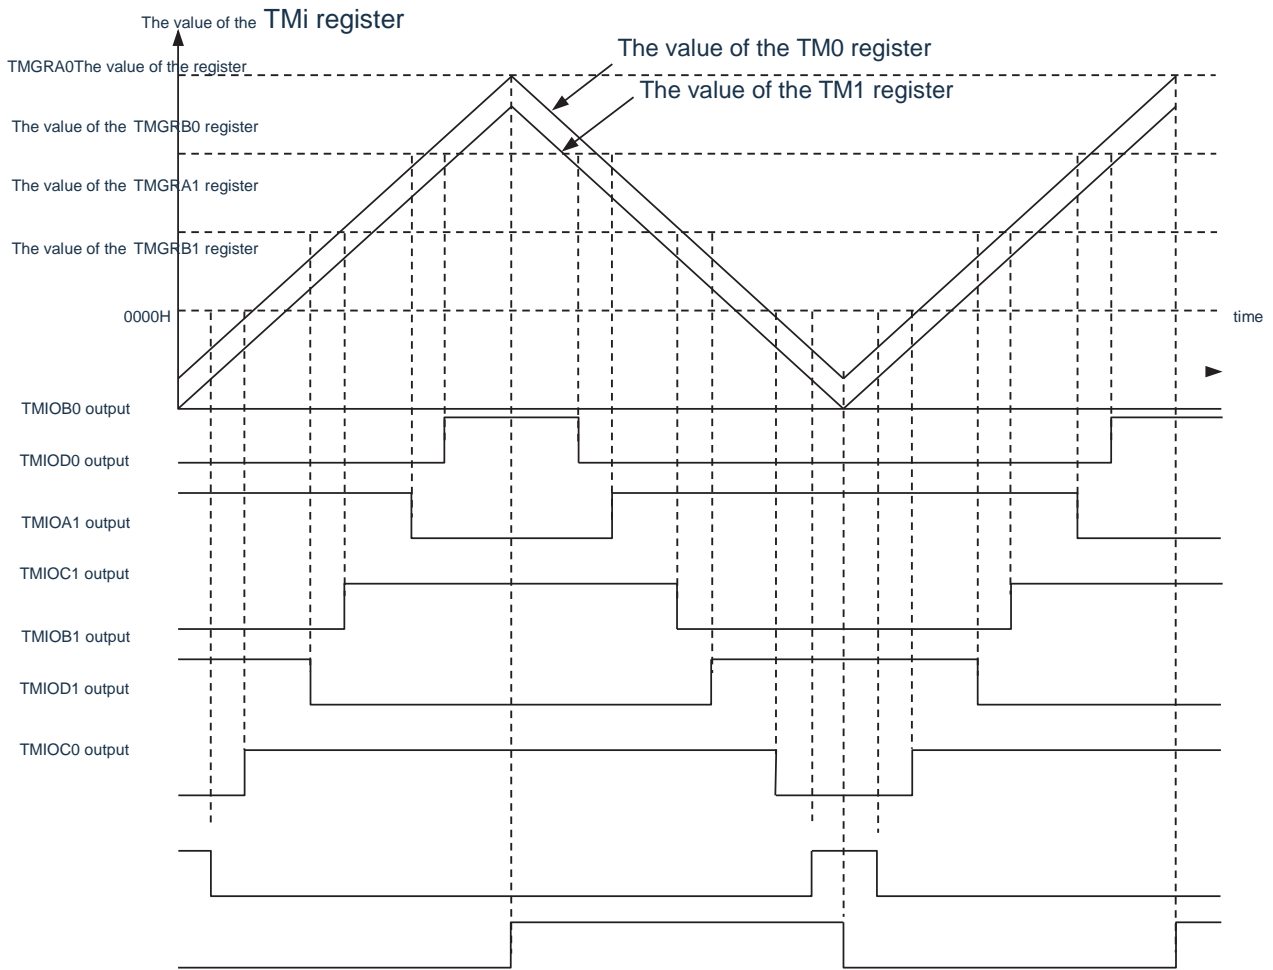 The value of the TMi register
The value of the TM0 register
TMGRA0The value of the register
The value of the TM1 register
The value of the TMGRB0 register
The value of the TMGRA1 register
The value of the TMGRB1 register
0000H
time
TMIOB0 output
TMIOD0 output
TMIOA1 output
TMIOC1 output
TMIOB1 output
TMIOD1 output
TMIOC0 output